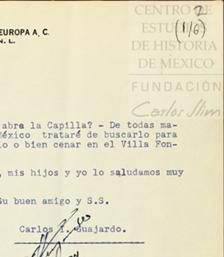 CENTRO DE
ESTUDIOS
DE HISTORIA
DE MÉXICO
FUNDACIÓN
Carlos Slim
2
(1/6)
EUROPA A. C.
N. L.
abra la Capilla? - De todas ma-
México trataré de buscarlo para
o bien cenar en el Villa Fon-
, mis hijos y yo lo saludamos muy
Su buen amigo y S.S.
Carlos I. Guajardo.